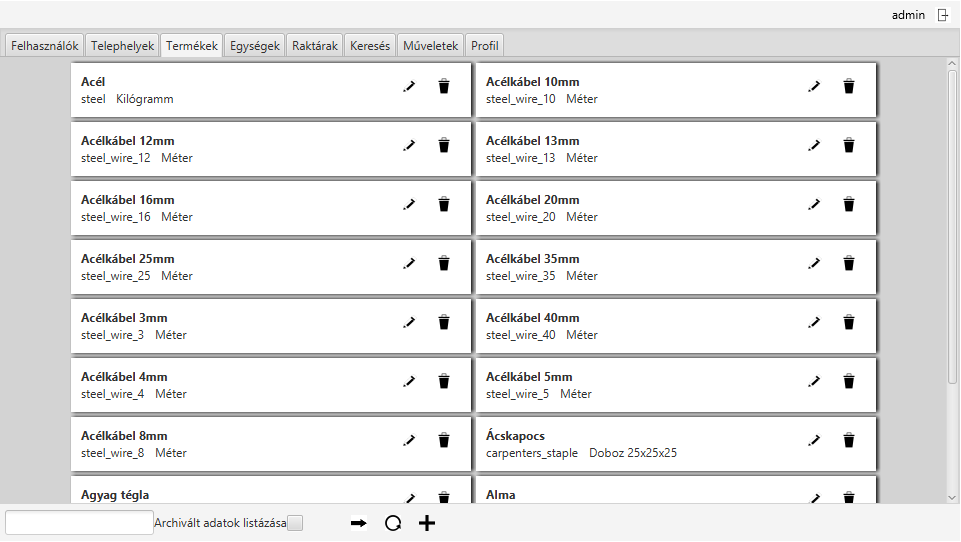 admin
Felhasználók Telephelyek Termékek Egységek Raktárak Keresés Műveletek Profil
Acél
steel Kilógramm
Acélkábel 10mm
steel_wire_10 Méter
Acélkábel 12mm
steel_wire_12 Méter
Acélkábel 13mm
steel_wire_13 Méter
Acélkábel 16mm
steel_wire_16 Méter
Acélkábel 20mm
steel_wire_20 Méter
Acélkábel 25mm
steel_wire_25 Méter
Acélkábel 35mm
steel_wire_35 Méter
Acélkábel 3mm
steel_wire_3 Méter
Acélkábel 40mm
steel_wire_40 Méter
Acélkábel 4mm
steel_wire_4 Méter
Acélkábel 5mm
steel_wire_5 Méter
Acélkábel 8mm
steel_wire_8 Méter
Ácskapocs
carpenters_staple Doboz 25x25x25
Agyag tégla
Alma
Archivált adatok listázása